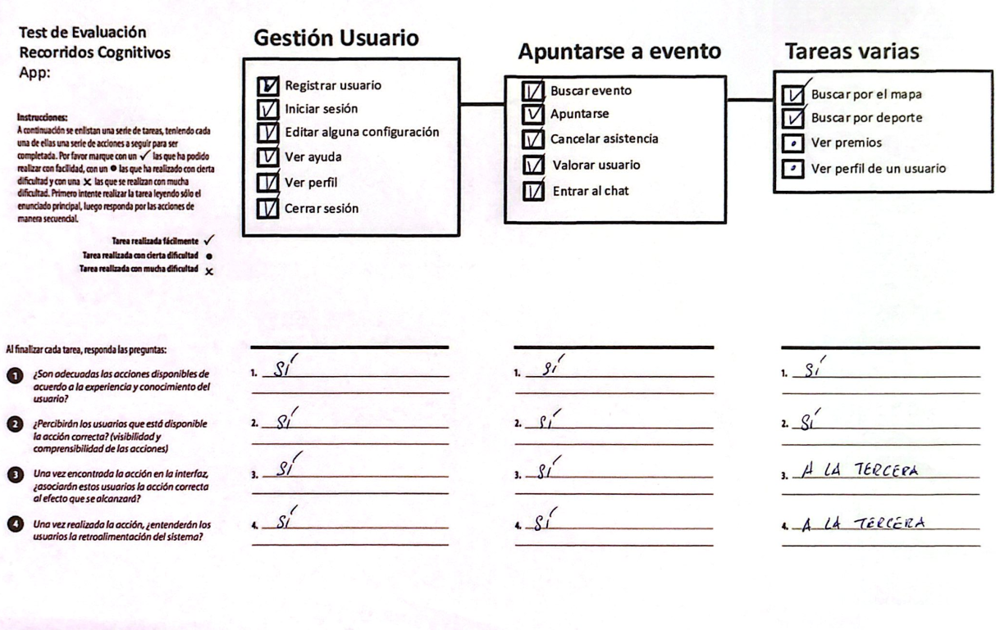 Test de Evaluación
Recorridos Cognitivos
App:
Instrucciones:
A continuación se enlistan una serie de tareas, teniendo cada
una de ellas una serie de acciones a seguir para ser
completada. Por favor marque con un ✓ las que ha podido
realizar con facilidad, con un ● las que ha realizado con cierta
dificultad y con una ✕ las que se realizan con mucha
dificultad. Primero intente realizar la tarea leyendo sólo el
enunciado principal, luego responda por las acciones de
manera secuencial.
Tarea realizada fácilmente ✓
Tarea realizada con cierta dificultad ●
Tarea realizada con mucha dificultad ✕
Gestión Usuario
✓ Registrar usuario
✓ Iniciar sesión
✓ Editar alguna configuración
✓ Ver ayuda
✓ Ver perfil
✓ Cerrar sesión
Apuntarse a evento
✓ Buscar evento
✓ Apuntarse
✓ Cancelar asistencia
✓ Valorar usuario
✓ Entrar al chat
Tareas varias
✓ Buscar por el mapa
✓ Buscar por deporte
• Ver premios
• Ver perfil de un usuario
Al finalizar cada tarea, responda las preguntas:
1 ¿Son adecuadas las acciones disponibles de
acuerdo a la experiencia y conocimiento del
usuario?
2 ¿Percibirán los usuarios que está disponible
la acción correcta? (visibilidad y
comprensibilidad de las acciones)
3 Una vez encontrada la acción en la interfaz,
¿asociarán estos usuarios la acción correcta
al efecto que se alcanzará?
4 Una vez realizada la acción, ¿entenderán los
usuarios la retroalimentación del sistema?
1. SÍ
2. SÍ
3. SÍ
4. SÍ
1. SÍ
2. SÍ
3. SÍ
4. SÍ
1. SÍ
2. SÍ
3. A LA TERCERA
4. A LA TERCERA